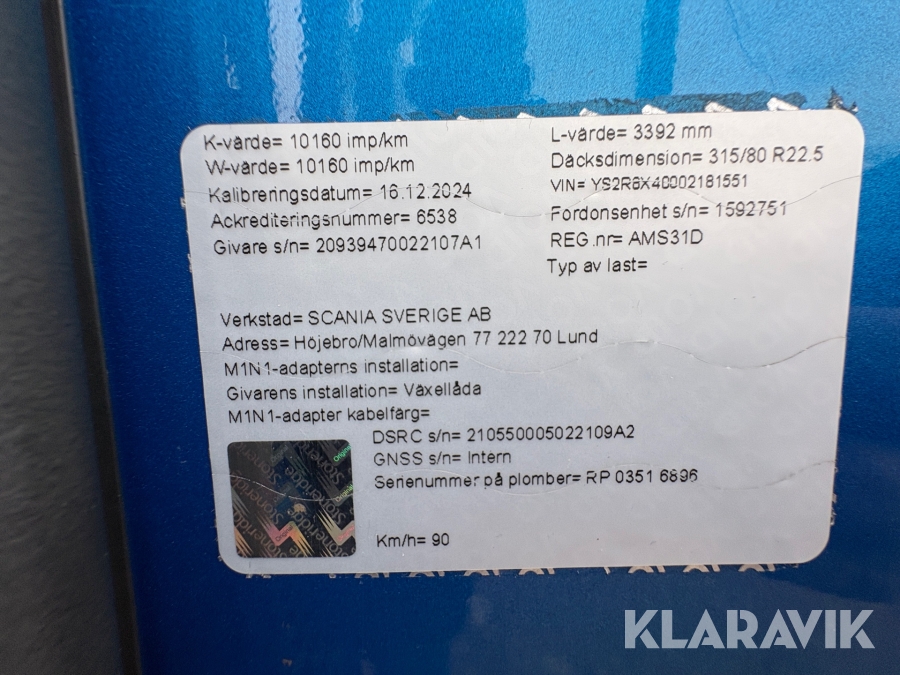 K-värde= 10160 imp/km
W-värde= 10160 imp/km
Kalibreringsdatum= 16.12.2024
Ackrediteringsnummer= 6538
Givare s/n= 20939470022107A1
L-värde= 3392 mm
Däcksdimension= 315/80 R22.5
VIN= YS2R6X40002181551
Fordonsenhet s/n= 1592751
REG.nr= AMS31D
Typ av last=
Verkstad= SCANIA SVERIGE AB
Adress= Höjebro/Malmövägen 77 222 70 Lund
M1N1-adapterns installation=
Givarens installation= Växellåda
M1N1-adapter kabelfärg=
DSRC s/n= 210550005022109A2
GNSS s/n= Intern
Serienummer på plomber= RP 0351 6896
Km/h= 90
Stoneridge
Original
KLARAVIK